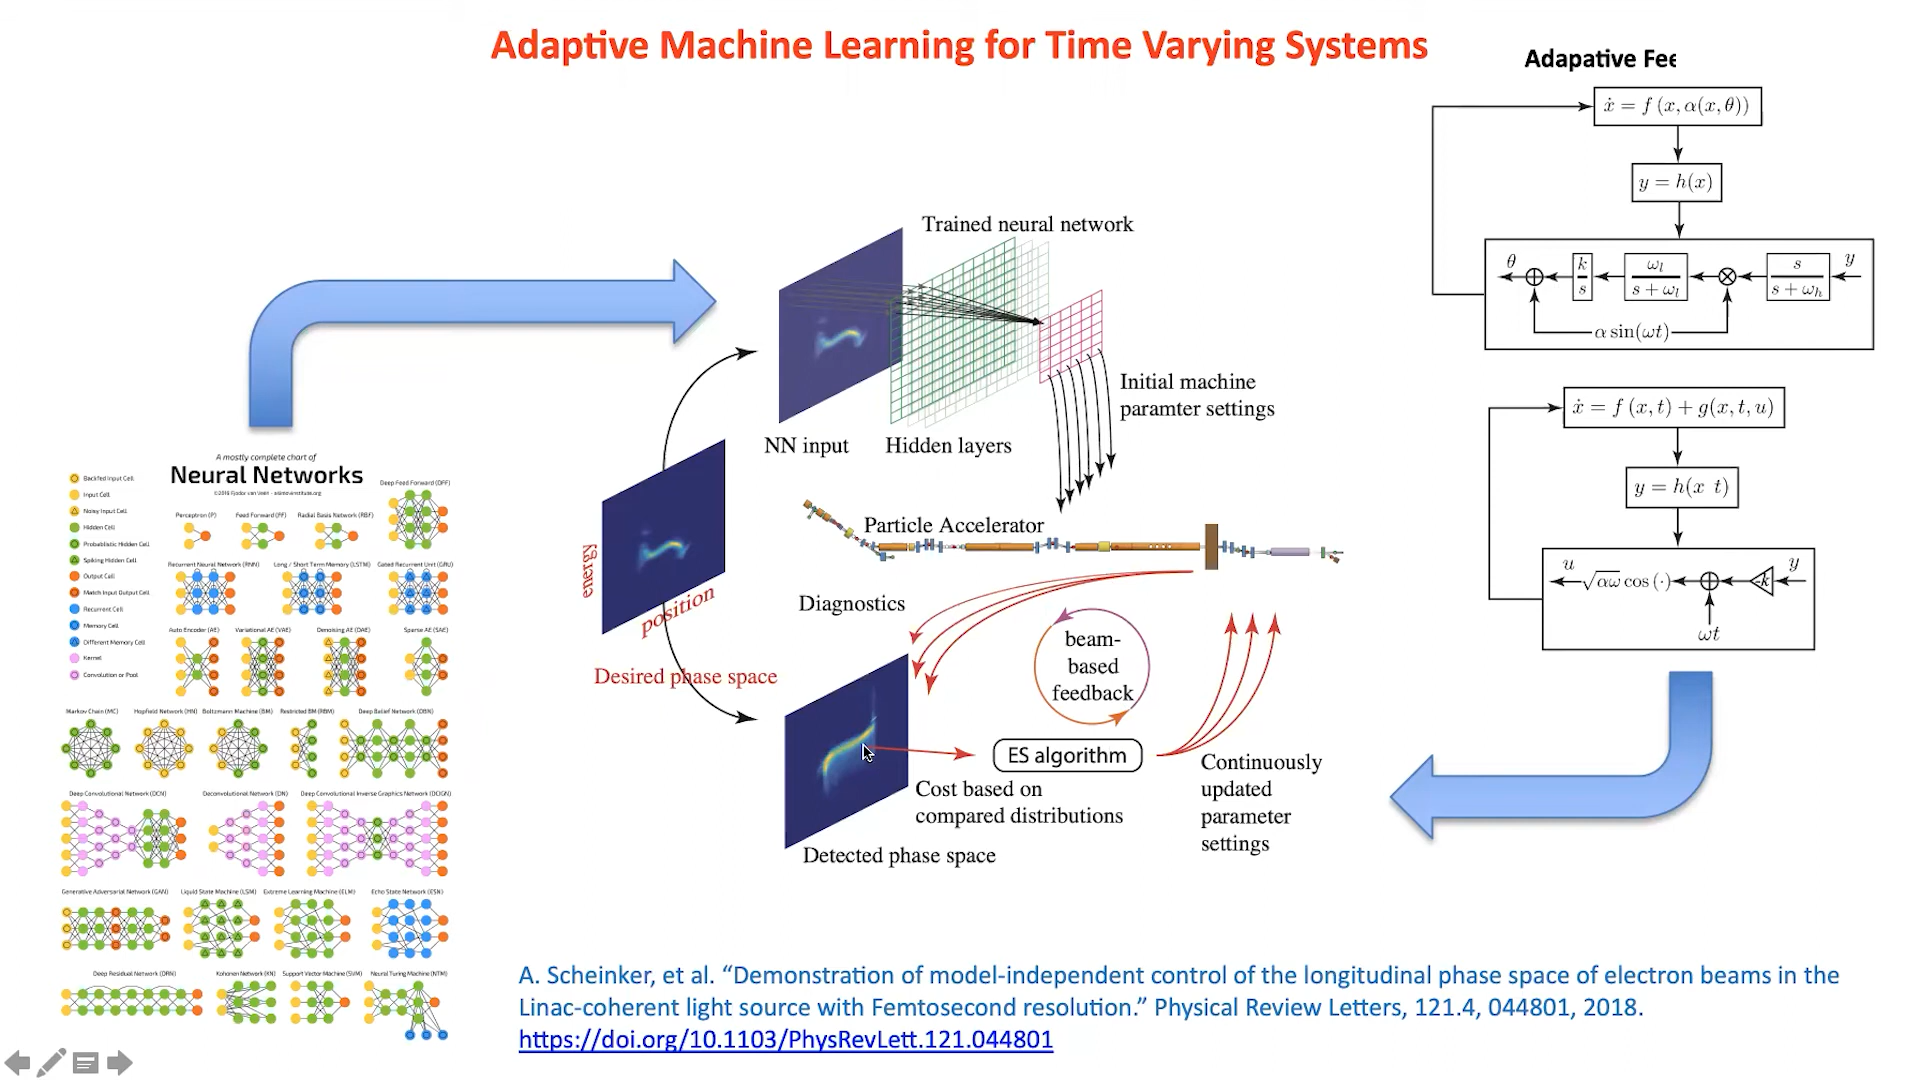 Adaptive Machine Learning for Time Varying Systems
Adapative Fee
ẋ = f (x, α(x, θ))
y = h(x)
θ
k
s
ω_l
s + ω_l
s
s + ω_h
y
α sin(ωt)
ẋ = f (x, t) + g(x, t, u)
y = h(x t)
u
√αω cos (·)
-k
y
ωt
Trained neural network
NN input
Hidden layers
Initial machine
paramter settings
energy
position
Desired phase space
Particle Accelerator
Diagnostics
beam-
based
feedback
ES algorithm
Cost based on
compared distributions
Detected phase space
Continuously
updated
parameter
settings
A mostly complete chart of
Neural Networks
©2016 Fjodor van Veen - asimovinstitute.org
Backfed Input Cell
Input Cell
Noisy Input Cell
Hidden Cell
Probablistic Hidden Cell
Spiking Hidden Cell
Output Cell
Match Input Output Cell
Recurrent Cell
Memory Cell
Different Memory Cell
Kernel
Convolution or Pool
Deep Feed Forward (DFF)
Perceptron (P)
Feed Forward (FF)
Radial Basis Network (RBF)
Recurrent Neural Network (RNN)
Long / Short Term Memory (LSTM)
Gated Recurrent Unit (GRU)
Auto Encoder (AE)
Variational AE (VAE)
Denoising AE (DAE)
Sparse AE (SAE)
Markov Chain (MC)
Hopfield Network (HN)
Boltzmann Machine (BM)
Restricted BM (RBM)
Deep Belief Network (DBN)
Deep Convolutional Network (DCN)
Deconvolutional Network (DN)
Deep Convolutional Inverse Graphics Network (DCIGN)
Generative Adversarial Network (GAN)
Liquid State Machine (LSM)
Extreme Learning Machine (ELM)
Echo State Network (ESN)
Deep Residual Network (DRN)
Kohonen Network (KN)
Support Vector Machine (SVM)
Neural Turing Machine (NTM)
A. Scheinker, et al. “Demonstration of model-independent control of the longitudinal phase space of electron beams in the
Linac-coherent light source with Femtosecond resolution.” Physical Review Letters, 121.4, 044801, 2018.
https://doi.org/10.1103/PhysRevLett.121.044801